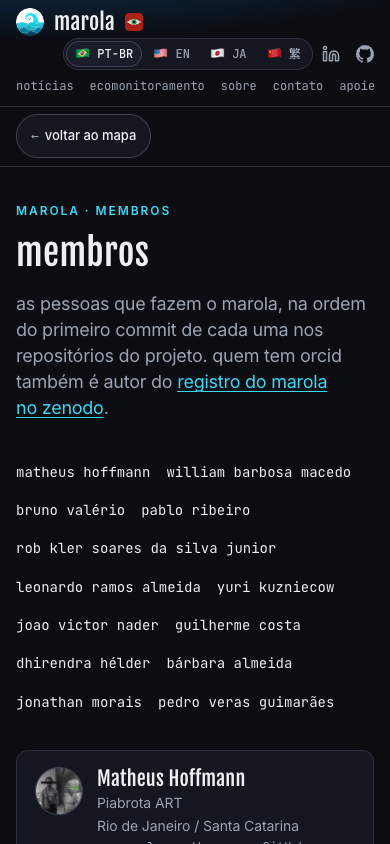 marola
PT-BR EN JA 繁
notícias ecomonitoramento sobre contato apoie
← voltar ao mapa
MAROLA · MEMBROS
membros
as pessoas que fazem o marola, na ordem
do primeiro commit de cada uma nos
repositórios do projeto. quem tem orcid
também é autor do registro do marola
no zenodo.
matheus hoffmann william barbosa macedo
bruno valério pablo ribeiro
rob kler soares da silva junior
leonardo ramos almeida yuri kuzniecow
joao victor nader guilherme costa
dhirendra hélder bárbara almeida
jonathan morais pedro veras guimarães
Matheus Hoffmann
Piabrota ART
Rio de Janeiro / Santa Catarina